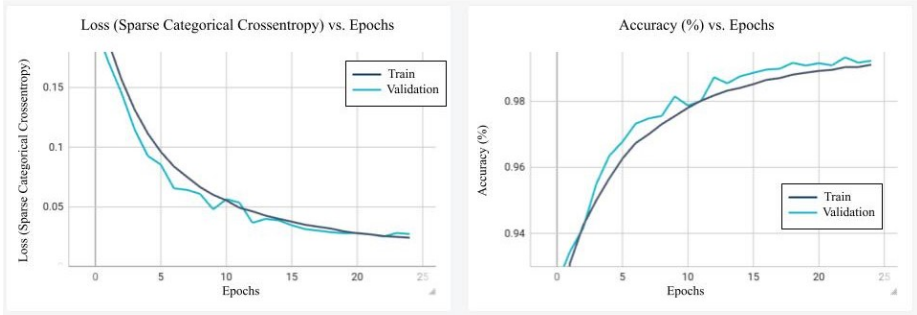 Loss (Sparse Categorical Crossentropy) vs. Epochs
Loss (Sparse Categorical Crossentropy)
0.15
0.1
0.05
Train
Validation
0 5 10 15 20 25
Epochs
Accuracy (%) vs. Epochs
Accuracy (%)
0.98
0.96
0.94
Train
Validation
0 5 10 15 20 25
Epochs